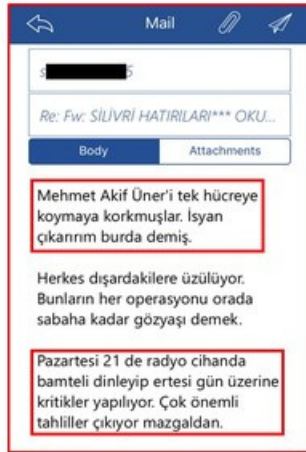 Mail
s 5
Re: Fw: SİLİVRİ HATIRILARI*** OKU...
Body
Attachments
Mehmet Akif Üner'i tek hücreye
koymaya korkmuşlar. İsyan
çıkarırım burda demiş.
Herkes dışardakilere üzülüyor.
Bunların her operasyonu orada
sabaha kadar gözyaşı demek.
Pazartesi 21 de radyo cihanda
bamteli dinleyip ertesi gün üzerine
kritikler yapılıyor. Çok önemli
tahliller çıkıyor mazgaldan.